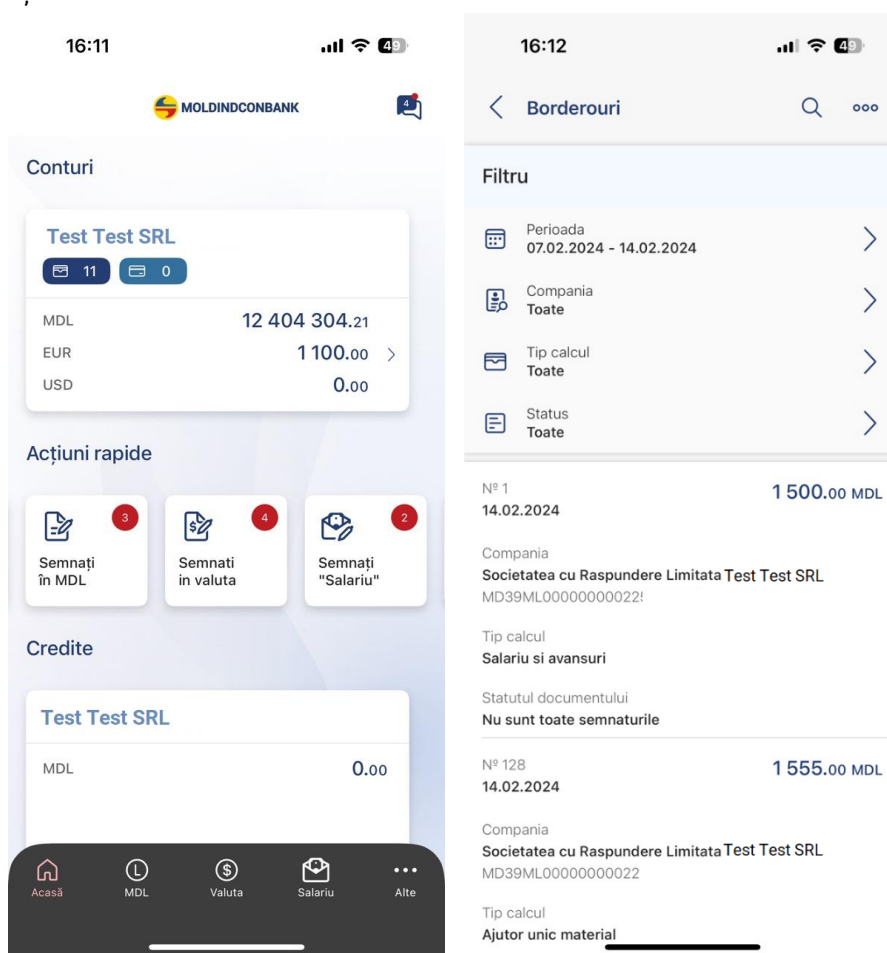 16:11
49
MOLDINDCONBANK
4
Conturi
Test Test SRL
11
0
MDL 12 404 304.21
EUR 1 100.00
USD 0.00
Acțiuni rapide
3
4
2
Semnați
în MDL
Semnati
in valuta
Semnați
"Salariu"
Credite
Test Test SRL
MDL 0.00
Acasă
MDL
Valuta
Salariu
Alte
16:12
49
Borderouri
Filtru
Perioada
07.02.2024 - 14.02.2024
Compania
Toate
Tip calcul
Toate
Status
Toate
Nº 1
1 500.00 MDL
14.02.2024
Compania
Societatea cu Raspundere Limitata Test Test SRL
MD39ML00000000022
Tip calcul
Salariu si avansuri
Statutul documentului
Nu sunt toate semnaturile
Nº 128
1 555.00 MDL
14.02.2024
Compania
Societatea cu Raspundere Limitata Test Test SRL
MD39ML00000000022
Tip calcul
Ajutor unic material